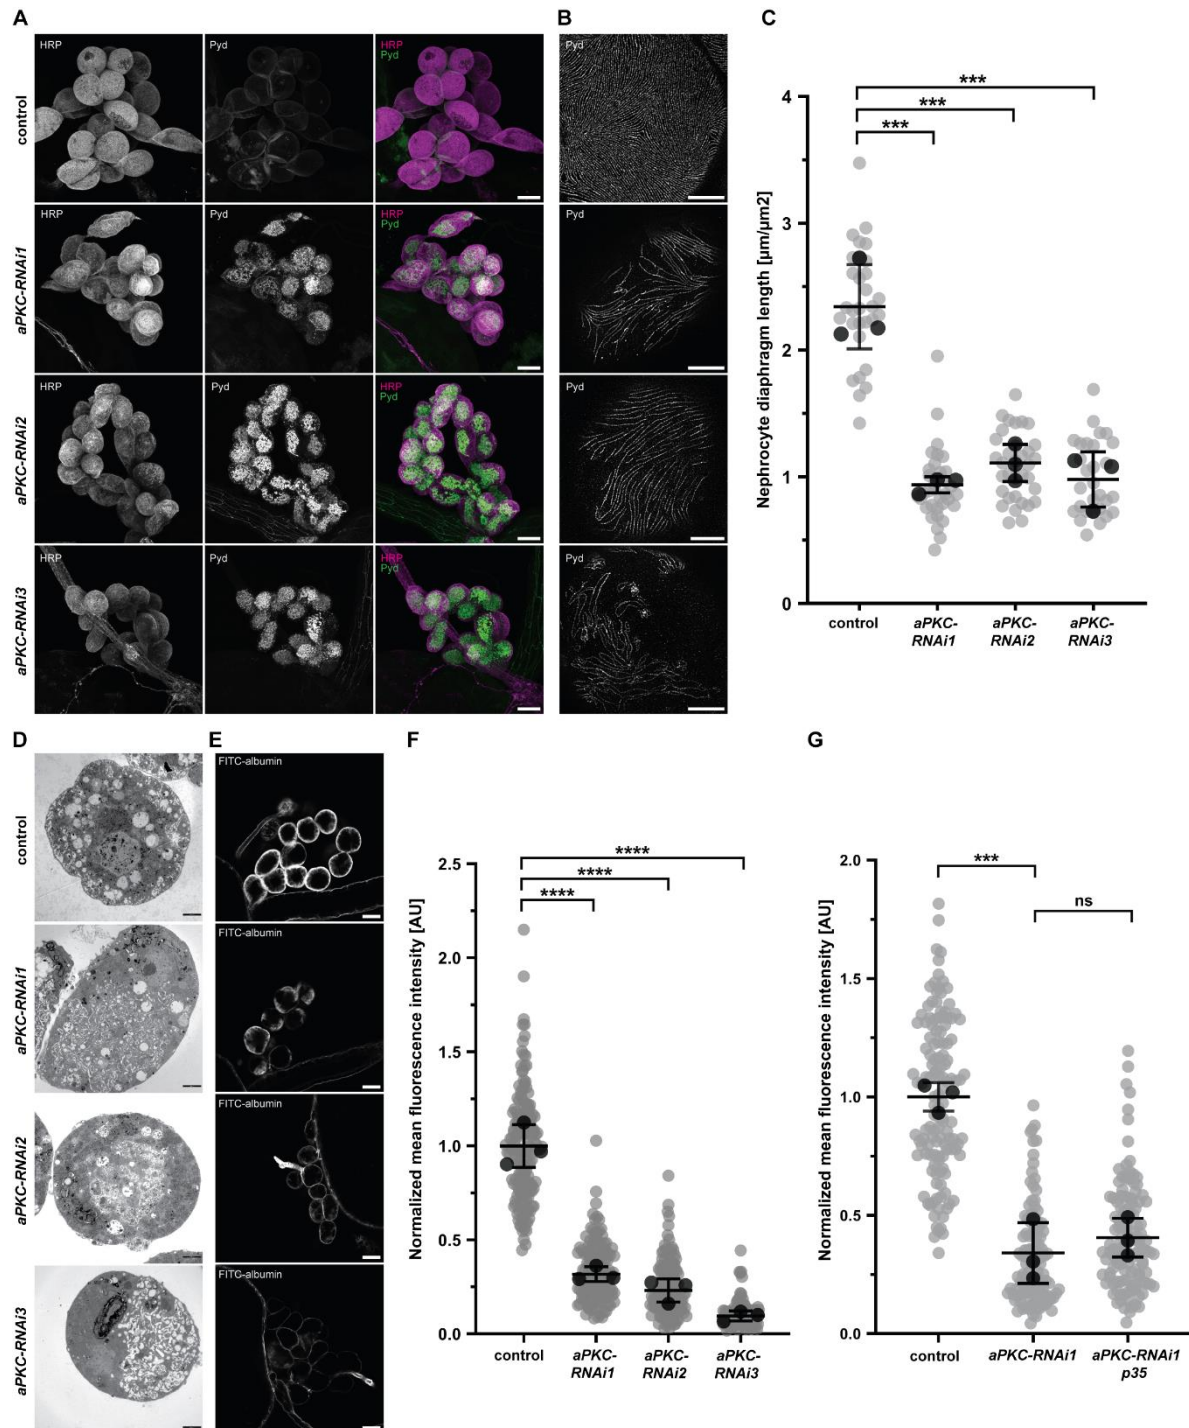 A
B
C
HRP
Pyd
HRP
Pyd
Pyd
control
HRP
Pyd
HRP
Pyd
Pyd
aPKC-RNAi1
HRP
Pyd
HRP
Pyd
Pyd
aPKC-RNAi2
HRP
Pyd
HRP
Pyd
Pyd
aPKC-RNAi3
Nephrocyte diaphragm length [µm/µm2]
***
***
***
4
3
2
1
0
control
aPKC-
RNAi1
aPKC-
RNAi2
aPKC-
RNAi3
D
E
F
G
control
FITC-albumin
aPKC-RNAi1
FITC-albumin
aPKC-RNAi2
FITC-albumin
aPKC-RNAi3
FITC-albumin
Normalized mean fluorescence intensity [AU]
****
****
****
2.5
2.0
1.5
1.0
0.5
0.0
control
aPKC-
RNAi1
aPKC-
RNAi2
aPKC-
RNAi3
Normalized mean fluorescence intensity [AU]
***
ns
2.0
1.5
1.0
0.5
0.0
control
aPKC-RNAi1
aPKC-RNAi1
p35